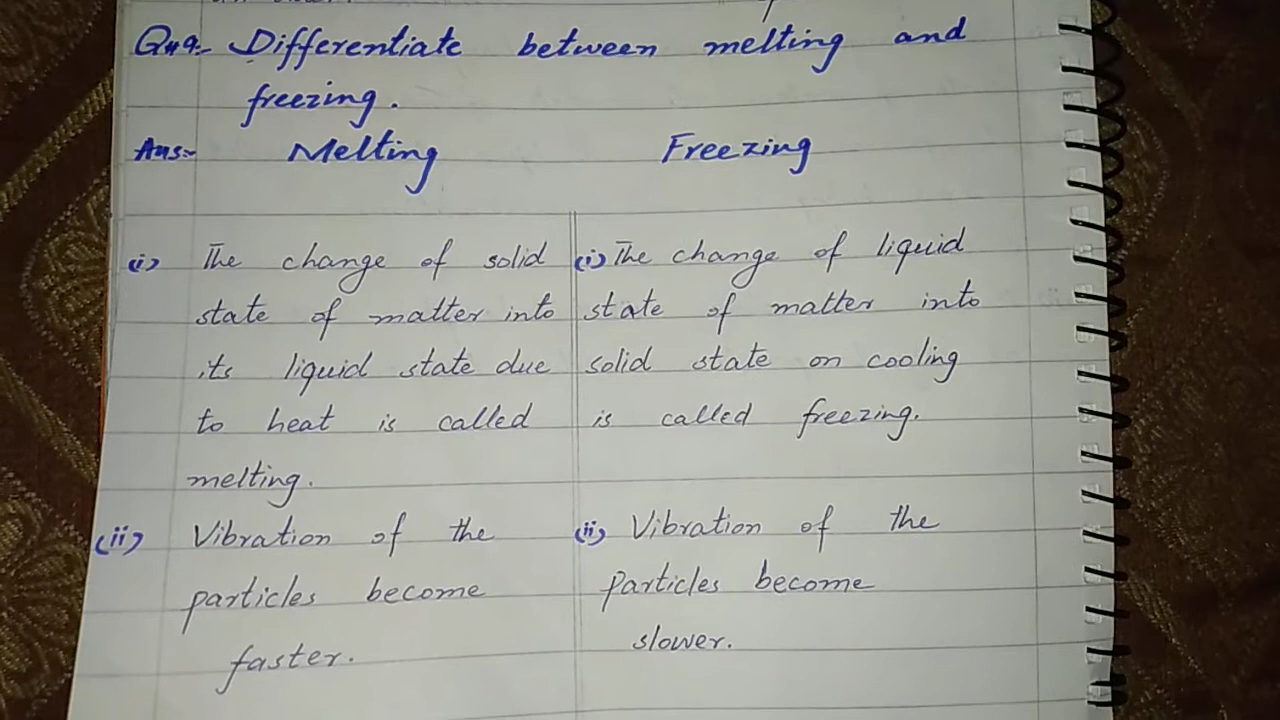 Q#9:- Differentiate between melting and
freezing.
Ans:- Melting Freezing
(i) The change of solid
state of matter into
its liquid state due
to heat is called
melting.
(ii) Vibration of the
particles become
faster.
(i) The change of liquid
state of matter into
solid state on cooling
is called freezing.
(ii) Vibration of the
particles become
slower.